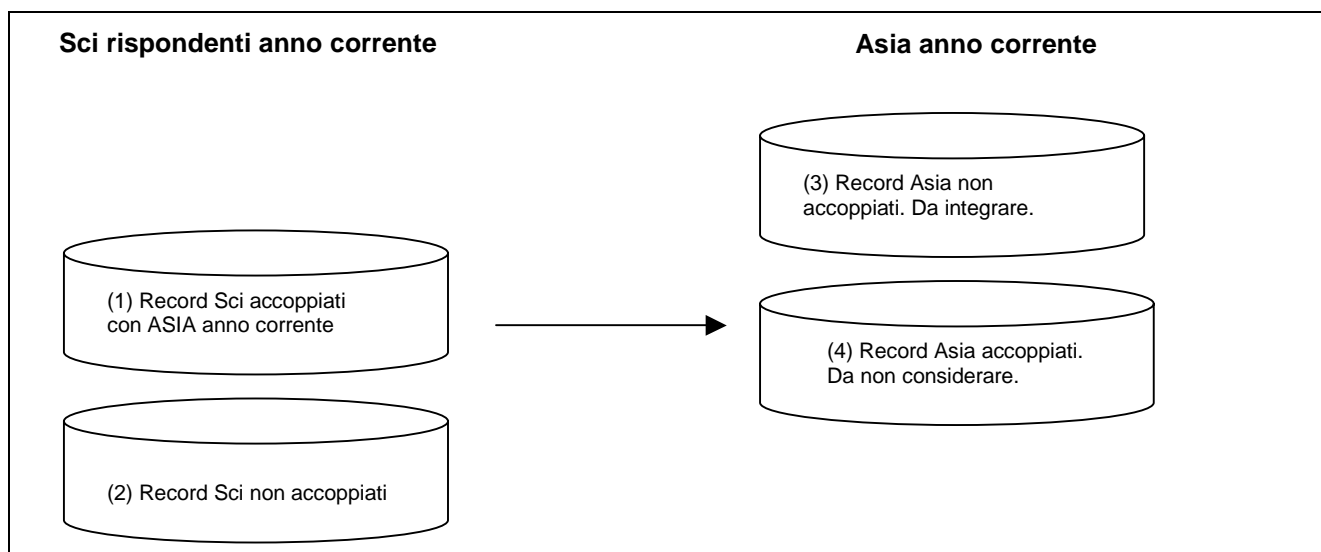 Sci rispondenti anno corrente
Asia anno corrente
(3) Record Asia non
accoppiati. Da integrare.
(1) Record Sci accoppiati
con ASIA anno corrente
(4) Record Asia accoppiati.
Da non considerare.
(2) Record Sci non accoppiati